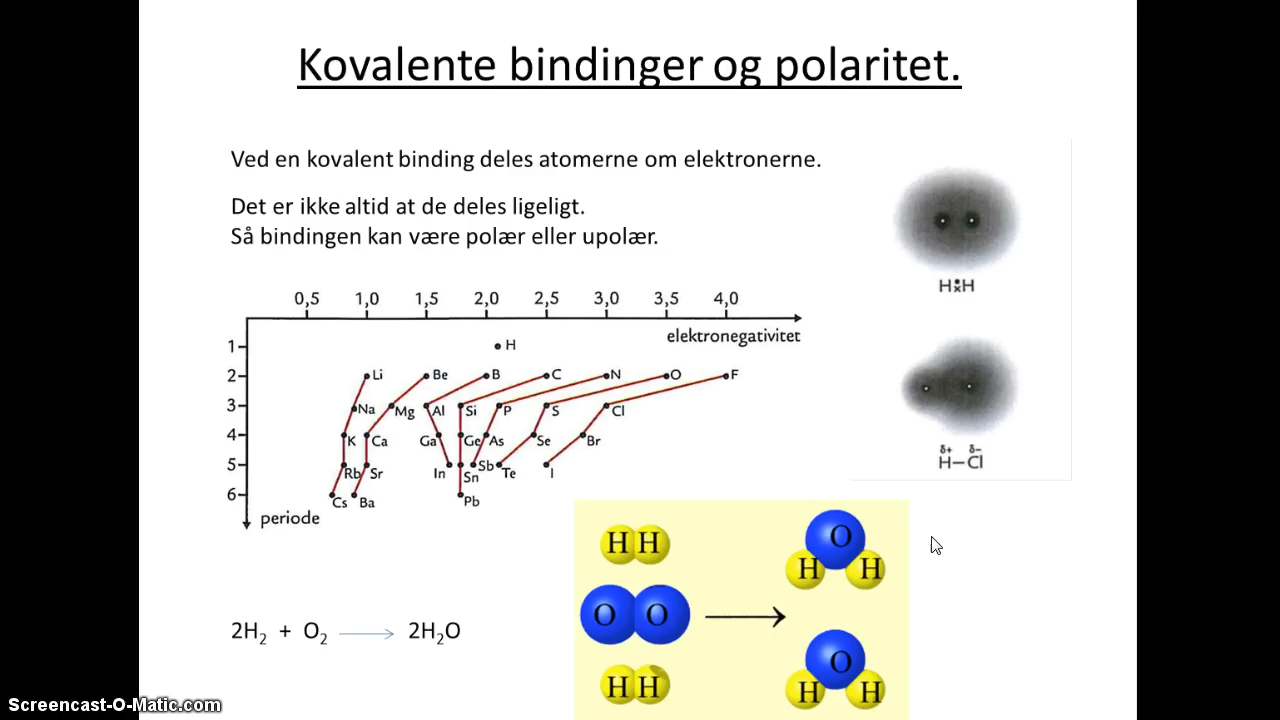 Kovalente bindinger og polaritet.
Ved en kovalent binding deles atomerne om elektronerne.
Det er ikke altid at de deles ligeligt.
Så bindingen kan være polær eller upolær.
0,5 1,0 1,5 2,0 2,5 3,0 3,5 4,0
elektronegativitet
1 H
2 Li Be B C N O F
3 Na Mg Al Si P S Cl
4 K Ca Ga Ge As Se Br
5 Rb Sr In Sn Sb Te I
6 Cs Ba Pb
periode
H:H
δ+ δ−
H–Cl
H H
O O
H H
O
H H
O
H H
2H₂ + O₂ → 2H₂O
Screencast-O-Matic.com